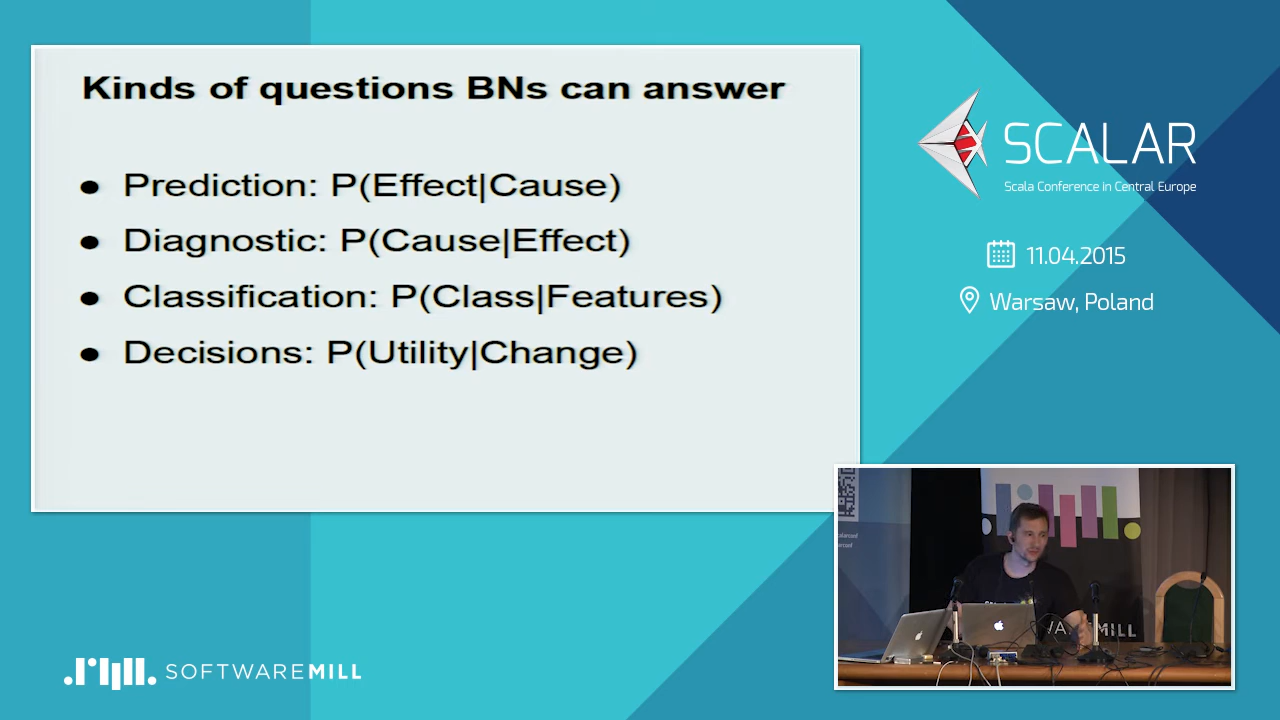 Kinds of questions BNs can answer
● Prediction: P(Effect|Cause)
● Diagnostic: P(Cause|Effect)
● Classification: P(Class|Features)
● Decisions: P(Utility|Change)
SCALAR
Scala Conference in Central Europe
11.04.2015
Warsaw, Poland
MILL
SOFTWAREMILL